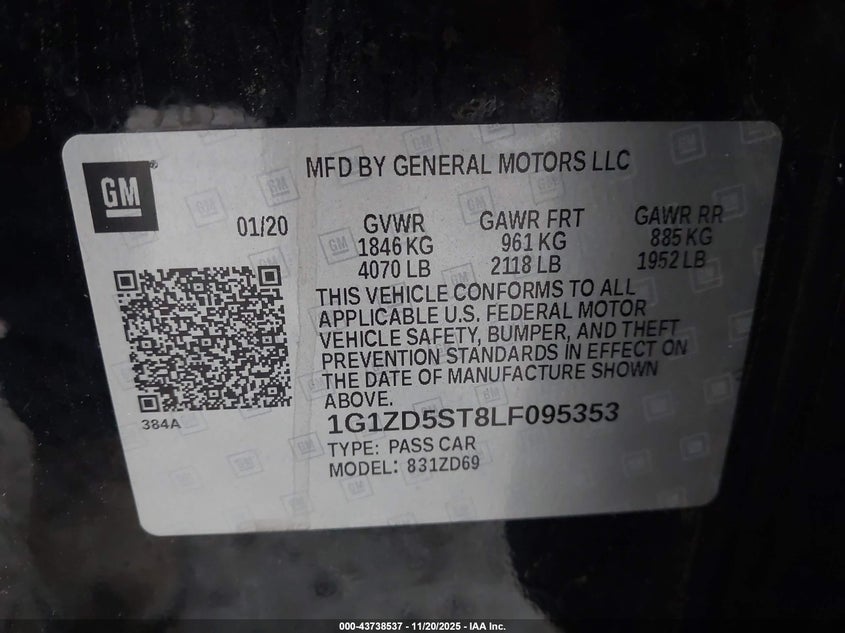 MFD BY GENERAL MOTORS LLC
GM
01/20
GVWR GAWR FRT GAWR RR
1846 KG 961 KG 885 KG
4070 LB 2118 LB 1952 LB
THIS VEHICLE CONFORMS TO ALL
APPLICABLE U.S. FEDERAL MOTOR
VEHICLE SAFETY, BUMPER, AND THEFT
PREVENTION STANDARDS IN EFFECT ON
THE DATE OF MANUFACTURE SHOWN
ABOVE.
384A
1G1ZD5ST8LF095353
TYPE: PASS CAR
MODEL: 831ZD69
000-43738537 - 11/20/2025 - IAA Inc.